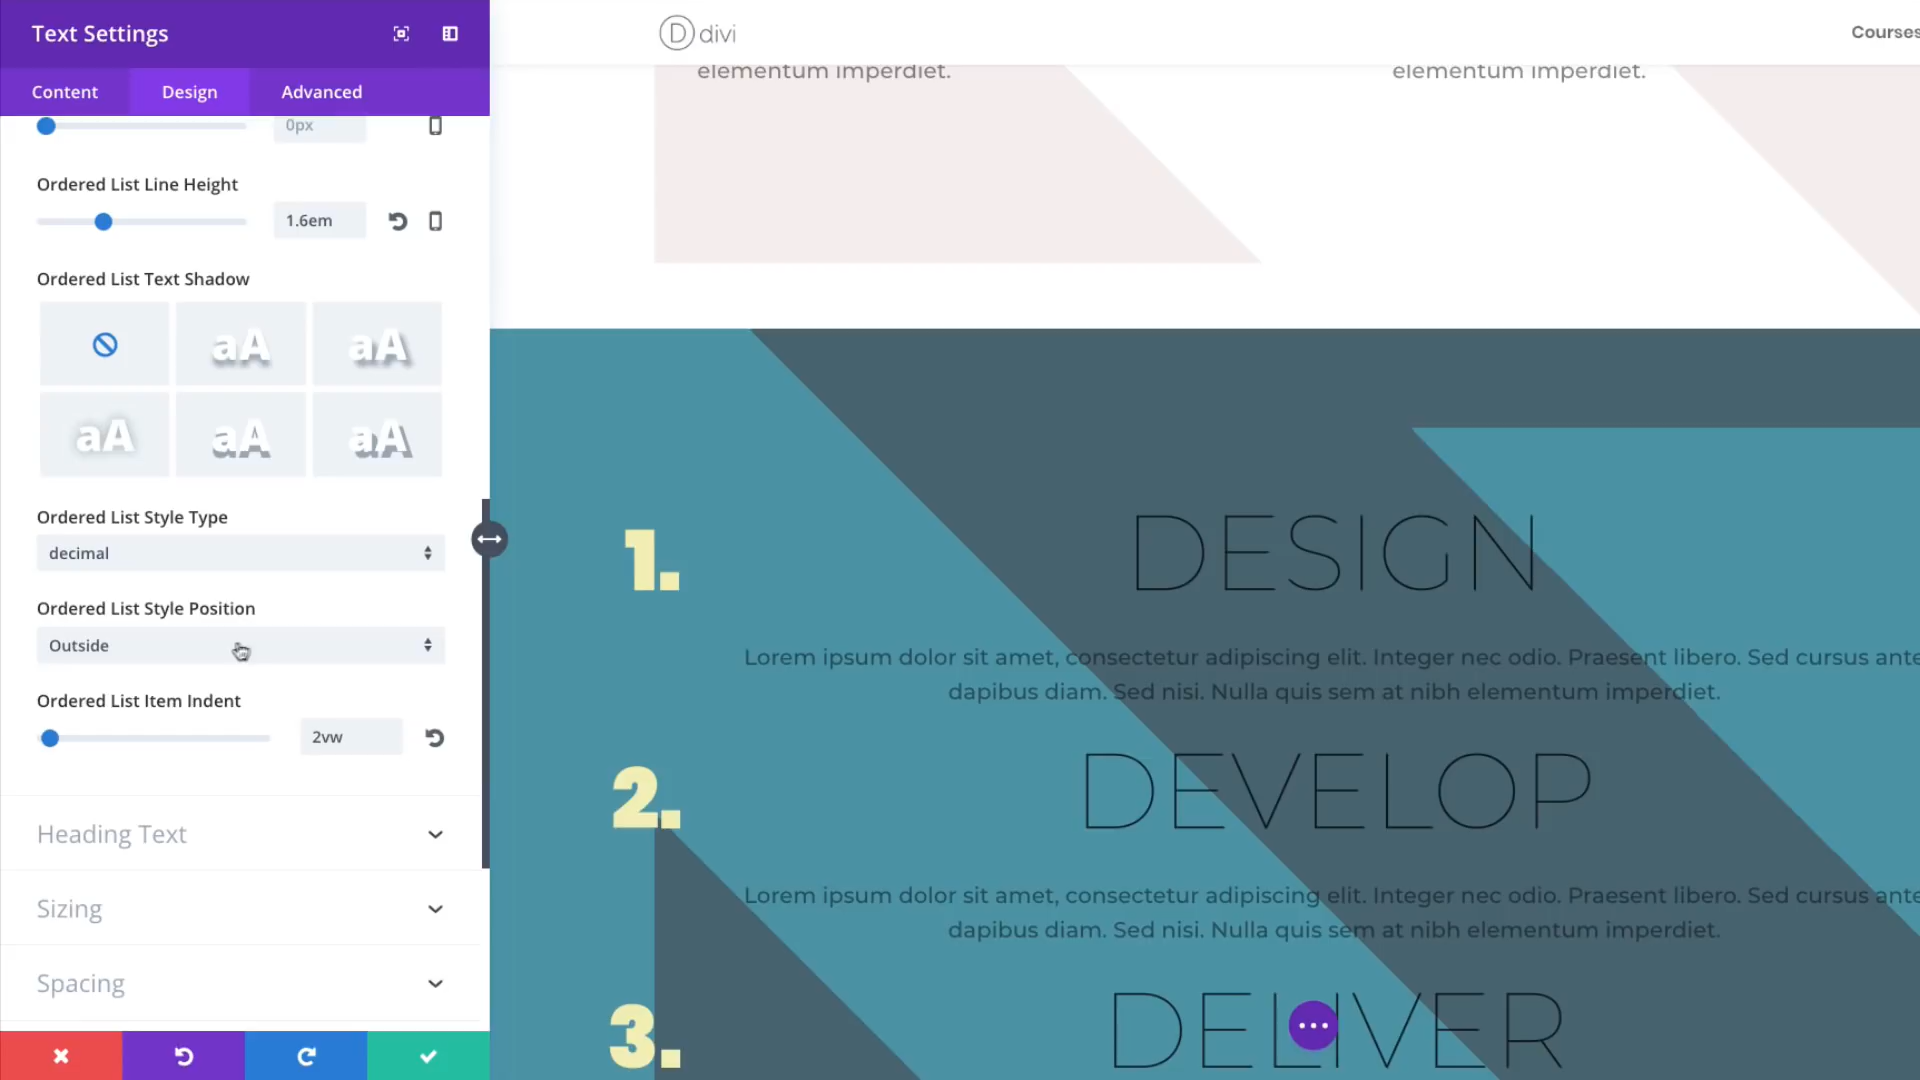 Text Settings
Content
Design
Advanced
0px
Ordered List Line Height
1.6em
Ordered List Text Shadow
aA
aA
aA
aA
aA
Ordered List Style Type
decimal
Ordered List Style Position
Outside
Ordered List Item Indent
2vw
Heading Text
Sizing
Spacing
D divi
Courses
elementum imperdiet.
elementum imperdiet.
1. DESIGN
Lorem ipsum dolor sit amet, consectetur adipiscing elit. Integer nec odio. Praesent libero. Sed cursus ante
dapibus diam. Sed nisi. Nulla quis sem at nibh elementum imperdiet.
2. DEVELOP
Lorem ipsum dolor sit amet, consectetur adipiscing elit. Integer nec odio. Praesent libero. Sed cursus ante
dapibus diam. Sed nisi. Nulla quis sem at nibh elementum imperdiet.
3. DELIVER